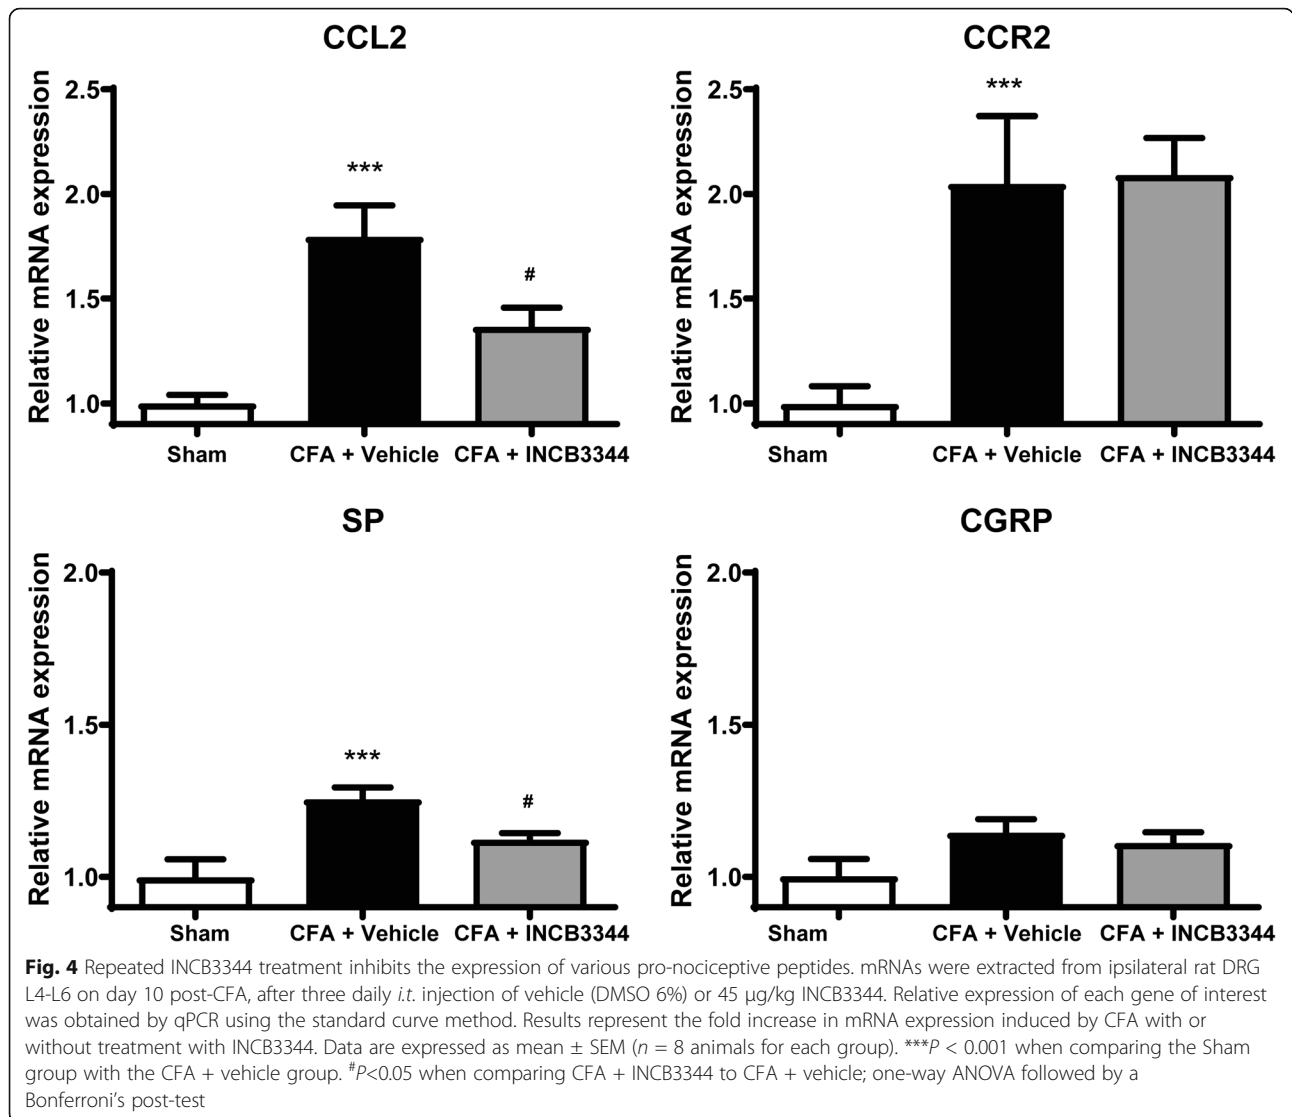 CCL2
Relative mRNA expression
2.5
2.0
1.5
1.0
***
#
Sham
CFA + Vehicle
CFA + INCB3344
CCR2
Relative mRNA expression
2.5
2.0
1.5
1.0
***
Sham
CFA + Vehicle
CFA + INCB3344
SP
Relative mRNA expression
2.0
1.5
1.0
***
#
Sham
CFA + Vehicle
CFA + INCB3344
CGRP
Relative mRNA expression
2.0
1.5
1.0
Sham
CFA + Vehicle
CFA + INCB3344
Fig. 4 Repeated INCB3344 treatment inhibits the expression of various pro-nociceptive peptides. mRNAs were extracted from ipsilateral rat DRG
L4-L6 on day 10 post-CFA, after three daily i.t. injection of vehicle (DMSO 6%) or 45 μg/kg INCB3344. Relative expression of each gene of interest
was obtained by qPCR using the standard curve method. Results represent the fold increase in mRNA expression induced by CFA with or
without treatment with INCB3344. Data are expressed as mean ± SEM (n = 8 animals for each group). ***P < 0.001 when comparing the Sham
group with the CFA + vehicle group. #P<0.05 when comparing CFA + INCB3344 to CFA + vehicle; one-way ANOVA followed by a
Bonferroni's post-test